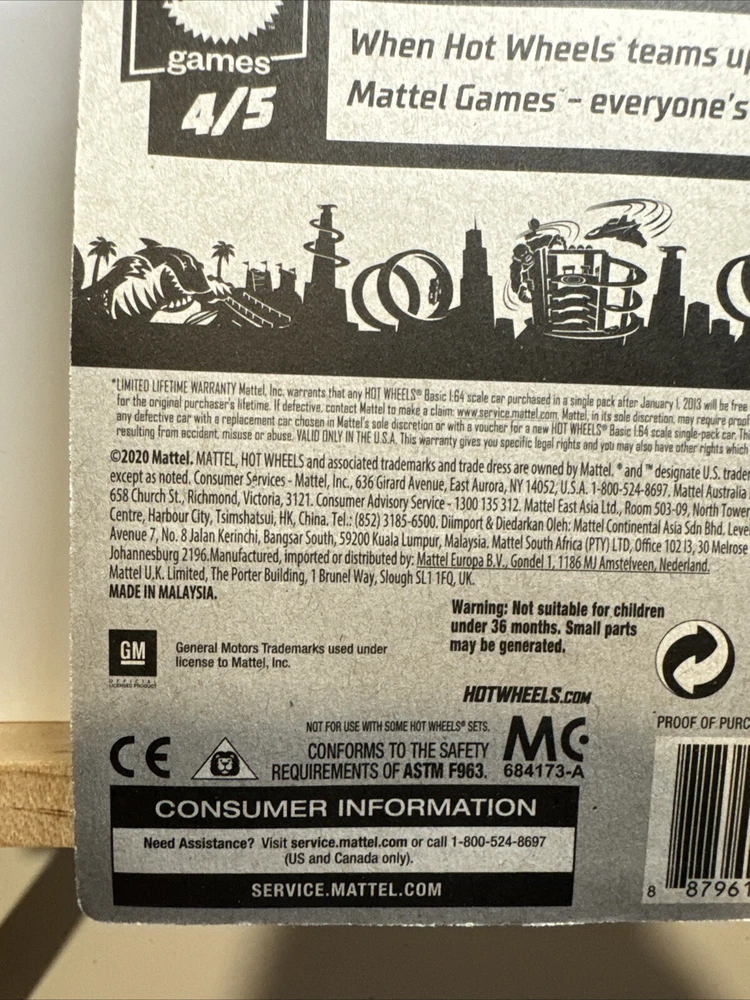 games™
4/5
When Hot Wheels® teams up
Mattel Games™ - everyone's
*LIMITED LIFETIME WARRANTY Mattel, Inc. warrants that any HOT WHEELS® Basic 1:64 scale car purchased in a single pack after January 1, 2013 will be free
for the original purchaser's lifetime. If defective, contact Mattel to make a claim: www.service.mattel.com. Mattel, in its sole discretion, may require proof
any defective car with a replacement car chosen in Mattel's sole discretion or with a voucher for a new HOT WHEELS® Basic 1:64 scale single-pack car. Thi
resulting from accident, misuse or abuse. VALID ONLY IN THE U.S.A. This warranty gives you specific legal rights and you may also have other rights which
©2020 Mattel. MATTEL, HOT WHEELS and associated trademarks and trade dress are owned by Mattel. ® and ™ designate U.S. trader
except as noted. Consumer Services - Mattel, Inc., 636 Girard Avenue, East Aurora, NY 14052, U.S.A. 1-800-524-8697. Mattel Australia
658 Church St., Richmond, Victoria, 3121. Consumer Advisory Service - 1300 135 312. Mattel East Asia Ltd., Room 503-09, North Tower
Centre, Harbour City, Tsimshatsui, HK, China. Tel.: (852) 3185-6500. Diimport & Diedarkan Oleh: Mattel Continental Asia Sdn Bhd. Leve
Avenue 7, No. 8 Jalan Kerinchi, Bangsar South, 59200 Kuala Lumpur, Malaysia. Mattel South Africa (PTY) LTD, Office 102 I3, 30 Melrose
Johannesburg 2196.Manufactured, imported or distributed by: Mattel Europa B.V., Gondel 1, 1186 MJ Amstelveen, Nederland.
Mattel U.K. Limited, The Porter Building, 1 Brunel Way, Slough SL1 1FQ, UK.
MADE IN MALAYSIA.
Warning: Not suitable for children
under 36 months. Small parts
may be generated.
GM
OFFICIAL
LICENSED PRODUCT
General Motors Trademarks used under
license to Mattel, Inc.
HOTWHEELS.COM
PROOF OF PURC
NOT FOR USE WITH SOME HOT WHEELS® SETS.
CE
CONFORMS TO THE SAFETY
REQUIREMENTS OF ASTM F963.
MC
684173-A
CONSUMER INFORMATION
Need Assistance? Visit service.mattel.com or call 1-800-524-8697
(US and Canada only).
SERVICE.MATTEL.COM
8 87961